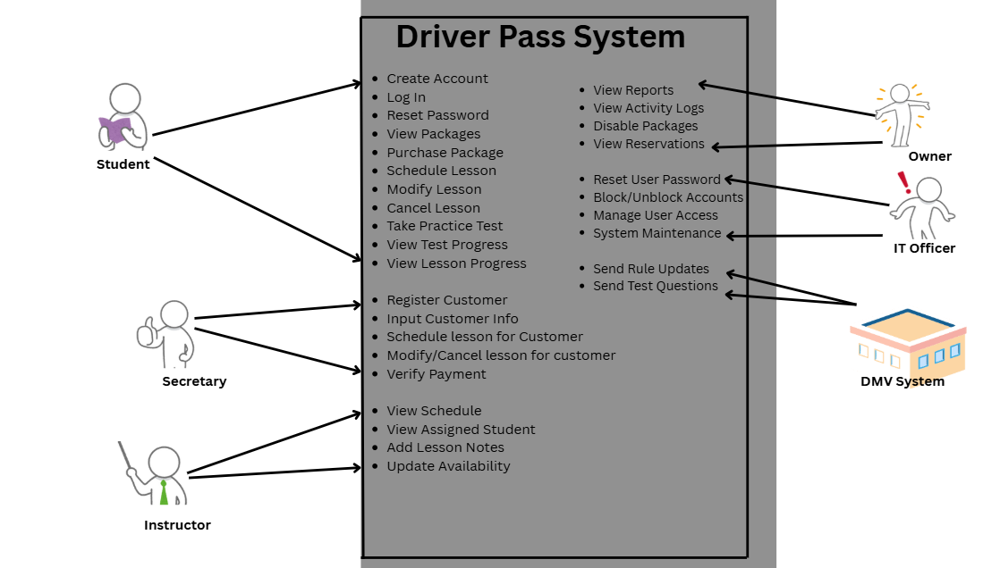 Driver Pass System
Student
Secretary
Instructor
• Create Account
• Log In
• Reset Password
• View Packages
• Purchase Package
• Schedule Lesson
• Modify Lesson
• Cancel Lesson
• Take Practice Test
• View Test Progress
• View Lesson Progress
• Register Customer
• Input Customer Info
• Schedule lesson for Customer
• Modify/Cancel lesson for customer
• Verify Payment
• View Schedule
• View Assigned Student
• Add Lesson Notes
• Update Availability
• View Reports
• View Activity Logs
• Disable Packages
• View Reservations
• Reset User Password
• Block/Unblock Accounts
• Manage User Access
• System Maintenance
• Send Rule Updates
• Send Test Questions
Owner
IT Officer
DMV System